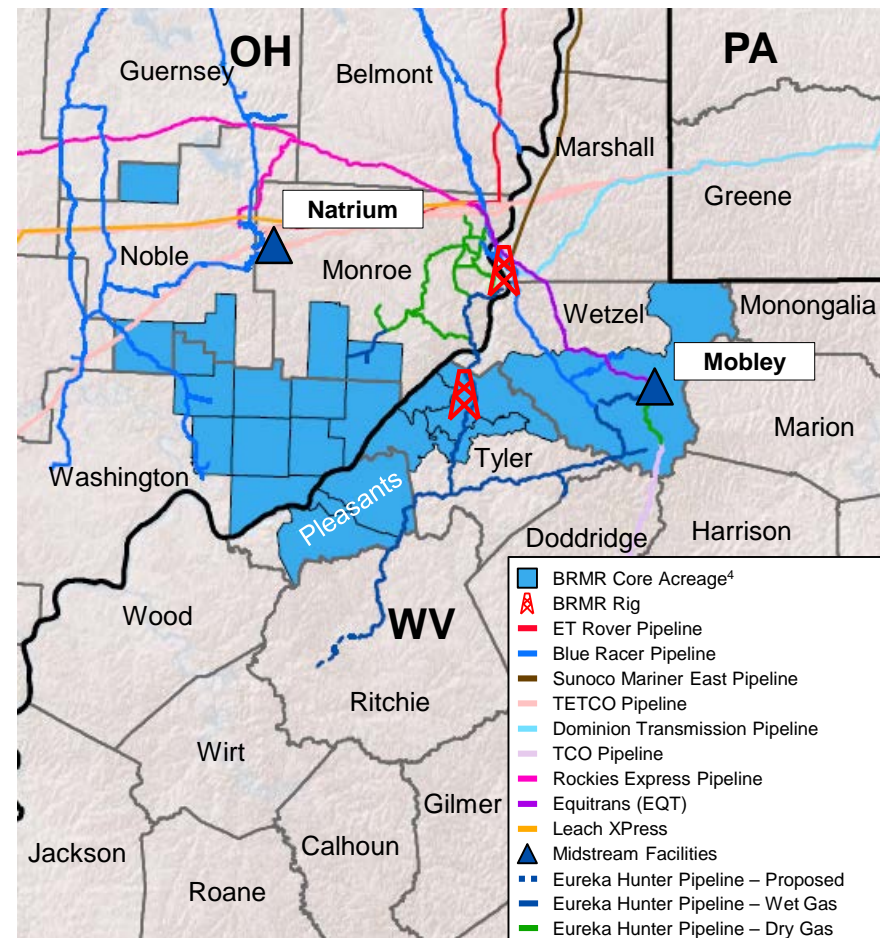 OH
PA
Guernsey
Belmont
Marshall
Greene
Natrium
Noble
Monroe
Wetzel
Monongalia
Mobley
Marion
Tyler
Washington
Pleasants
Doddridge
Harrison
Wood
WV
Ritchie
Wirt
Gilmer
Calhoun
Jackson
Roane
BRMR Core Acreage4
BRMR Rig
ET Rover Pipeline
Blue Racer Pipeline
Sunoco Mariner East Pipeline
TETCO Pipeline
Dominion Transmission Pipeline
TCO Pipeline
Rockies Express Pipeline
Equitrans (EQT)
Leach XPress
Midstream Facilities
Eureka Hunter Pipeline – Proposed
Eureka Hunter Pipeline – Wet Gas
Eureka Hunter Pipeline – Dry Gas